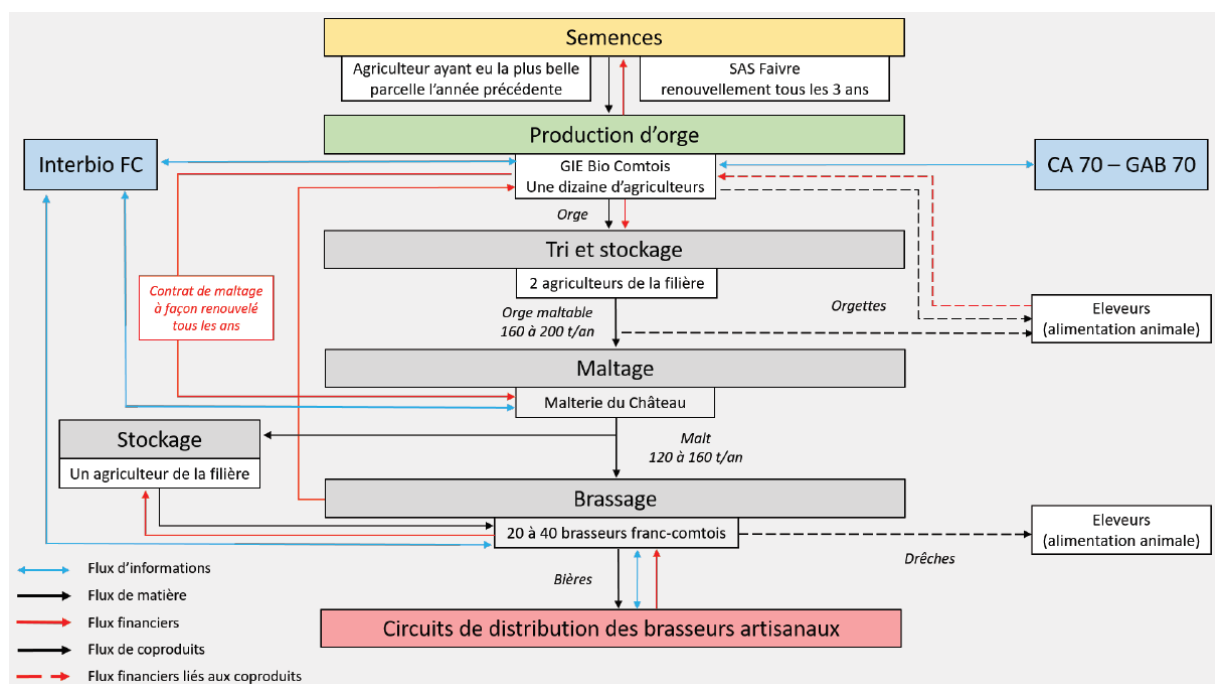 Semences
Agriculteur ayant eu la plus belle
parcelle l'année précédente
SAS Faivre
renouvellement tous les 3 ans
Production d'orge
Interbio FC
GIE Bio Comtois
Une dizaine d'agriculteurs
CA 70 – GAB 70
Orge
Tri et stockage
2 agriculteurs de la filière
Contrat de maltage
à façon renouvelé
tous les ans
Orge maltable
160 à 200 t/an
Orgettes
Eleveurs
(alimentation animale)
Maltage
Malterie du Château
Stockage
Un agriculteur de la filière
Malt
120 à 160 t/an
Brassage
20 à 40 brasseurs franc-comtois
Eleveurs
(alimentation animale)
Drêches
Bières
Flux d'informations
Flux de matière
Flux financiers
Flux de coproduits
Flux financiers liés aux coproduits
Circuits de distribution des brasseurs artisanaux